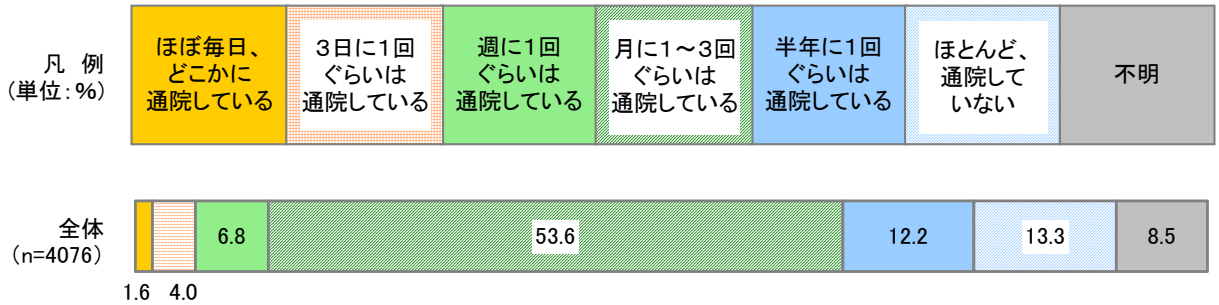 凡 例
(単位:%)
ほぼ毎日、
どこかに
通院している
3日に1回
ぐらいは
通院している
週に1回
ぐらいは
通院している
月に1~3回
ぐらいは
通院している
半年に1回
ぐらいは
通院している
ほとんど、
通院して
いない
不明
全体
(n=4076)
6.8
53.6
12.2
13.3
8.5
1.6 4.0